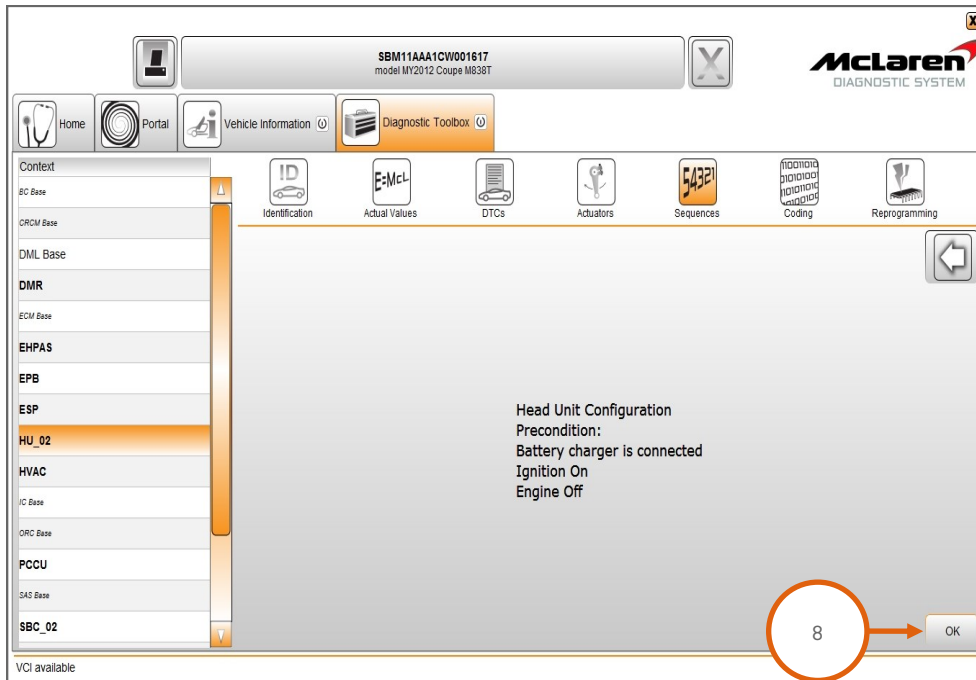 X
SBM11AAA1CW001617
model MY2012 Coupe M838T
X
McLaren
DIAGNOSTIC SYSTEM
Home
Portal
Vehicle Information
Diagnostic Toolbox
Context
BC Base
CRCM Base
DML Base
DMR
ECM Base
EHPAS
EPB
ESP
HU_02
HVAC
IC Base
ORC Base
PCCU
SAS Base
SBC_02
ID
Identification
E=McL
Actual Values
DTCs
Actuators
54321
Sequences
Coding
Reprogramming
Head Unit Configuration
Precondition:
Battery charger is connected
Ignition On
Engine Off
8
OK
VCI available